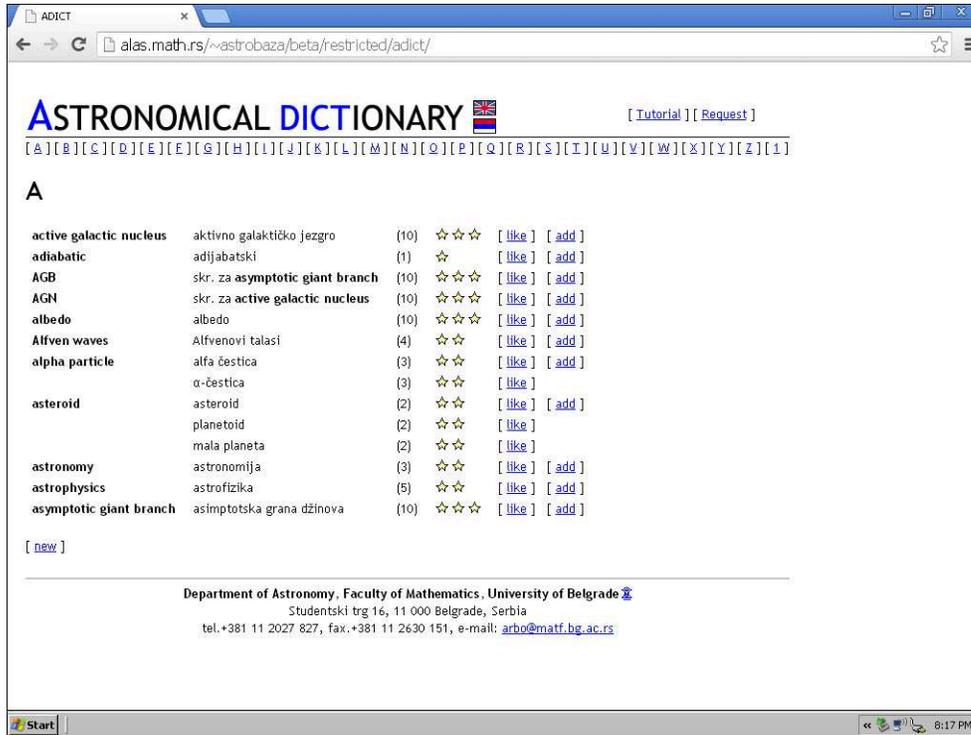 ADICT
alas.math.rs/~astrobaza/beta/restricted/adict/
ASTRONOMICAL DICTIONARY [ Tutorial ] [ Request ]
[ A ] [ B ] [ C ] [ D ] [ E ] [ F ] [ G ] [ H ] [ I ] [ J ] [ K ] [ L ] [ M ] [ N ] [ O ] [ P ] [ Q ] [ R ] [ S ] [ T ] [ U ] [ V ] [ W ] [ X ] [ Y ] [ Z ] [ 1 ]
A
active galactic nucleus aktivno galaktičko jezgro (10) [ like ] [ add ]
adiabatic adijabatski (1) [ like ] [ add ]
AGB skr. za asymptotic giant branch (10) [ like ] [ add ]
AGN skr. za active galactic nucleus (10) [ like ] [ add ]
albedo albedo (10) [ like ] [ add ]
Alfven waves Alfvenovi talasi (4) [ like ] [ add ]
alpha particle alfa čestica (3) [ like ] [ add ]
α-čestica (3) [ like ]
asteroid asteroid (2) [ like ] [ add ]
planetoid (2) [ like ]
mala planeta (2) [ like ]
astronomy astronomija (3) [ like ] [ add ]
astrophysics astrofizika (5) [ like ] [ add ]
asymptotic giant branch asimptotska grana džinova (10) [ like ] [ add ]
[ new ]
Department of Astronomy, Faculty of Mathematics, University of Belgrade
Studentski trg 16, 11 000 Belgrade, Serbia
tel.+381 11 2027 827, fax.+381 11 2630 151, e-mail: arbo@matf.bg.ac.rs
Start 8:17 PM